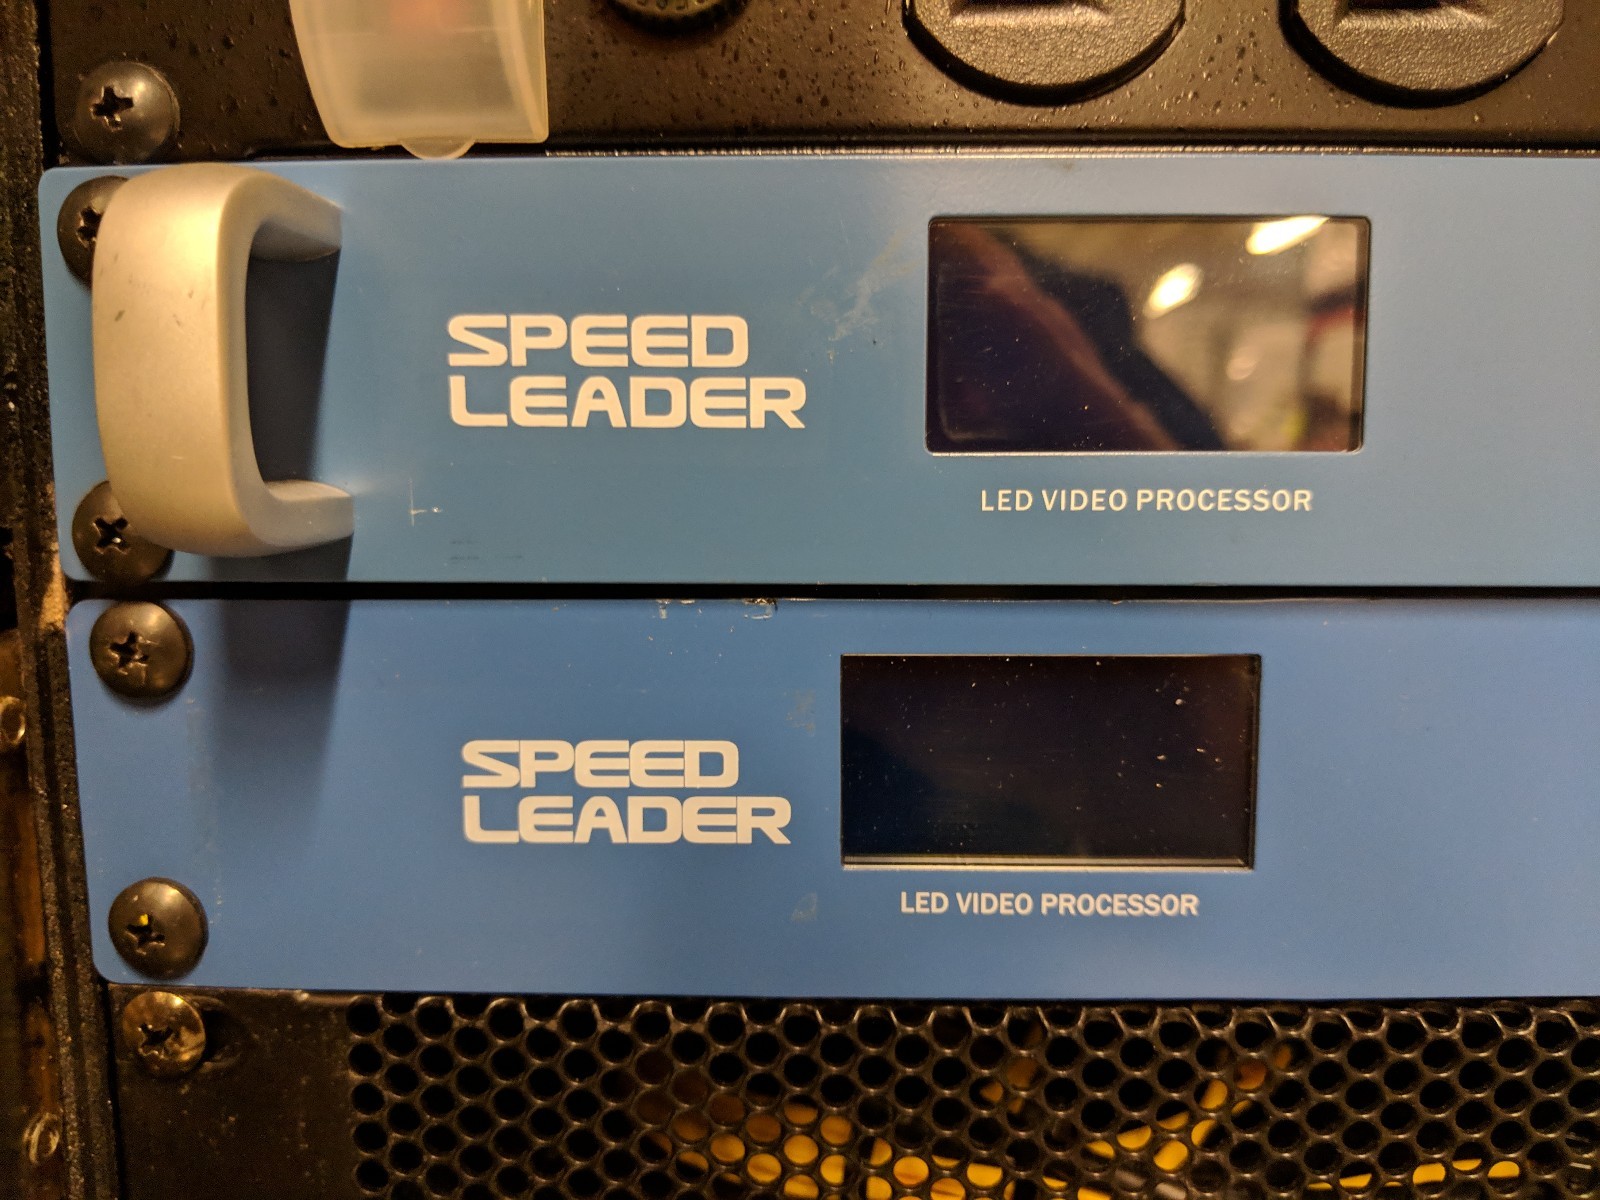 SPEED
LEADER
LED VIDEO PROCESSOR
SPEED
LEADER
LED VIDEO PROCESSOR